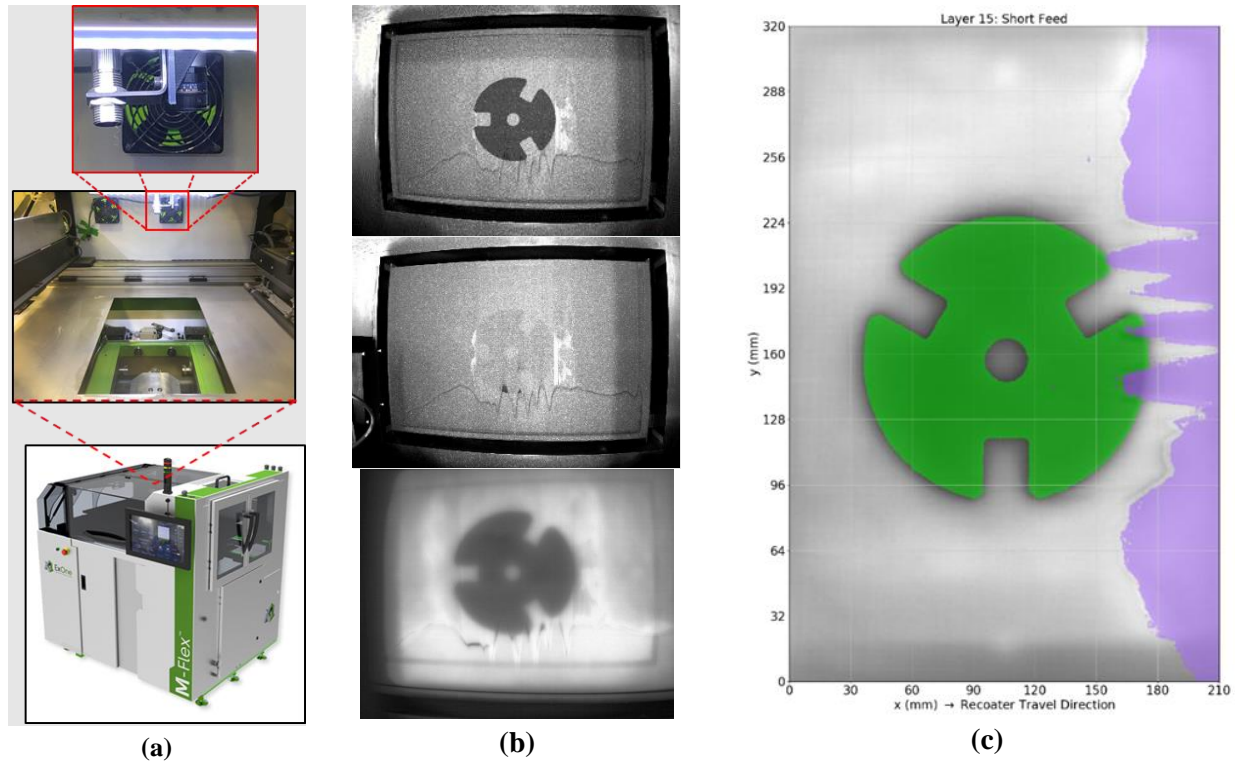 ExOne
M-Flex™
(a)
(b)
Layer 15: Short Feed
y (mm)
320
288
256
224
192
160
128
96
64
32
0
0 30 60 90 120 150 180 210
x (mm) → Recoater Travel Direction
(c)